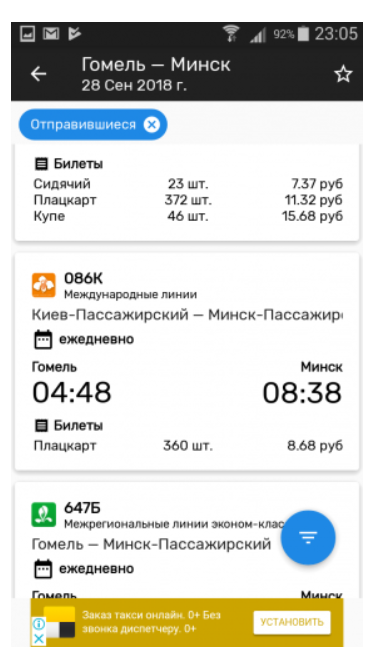 92% 23:05
Гомель – Минск
28 Сен 2018 г.
Отправившиеся
Билеты
Сидячий 23 шт. 7.37 руб
Плацкарт 372 шт. 11.32 руб
Купе 46 шт. 15.68 руб
086К
Международные линии
Киев-Пассажирский – Минск-Пассажир
ежедневно
Гомель Минск
04:48 08:38
Билеты
Плацкарт 360 шт. 8.68 руб
647Б
Межрегиональные линии эконом-клас
Гомель – Минск-Пассажирский
ежедневно
Гомель Минск
Заказ такси онлайн. 0+ Без
звонка диспетчеру. 0+
УСТАНОВИТЬ